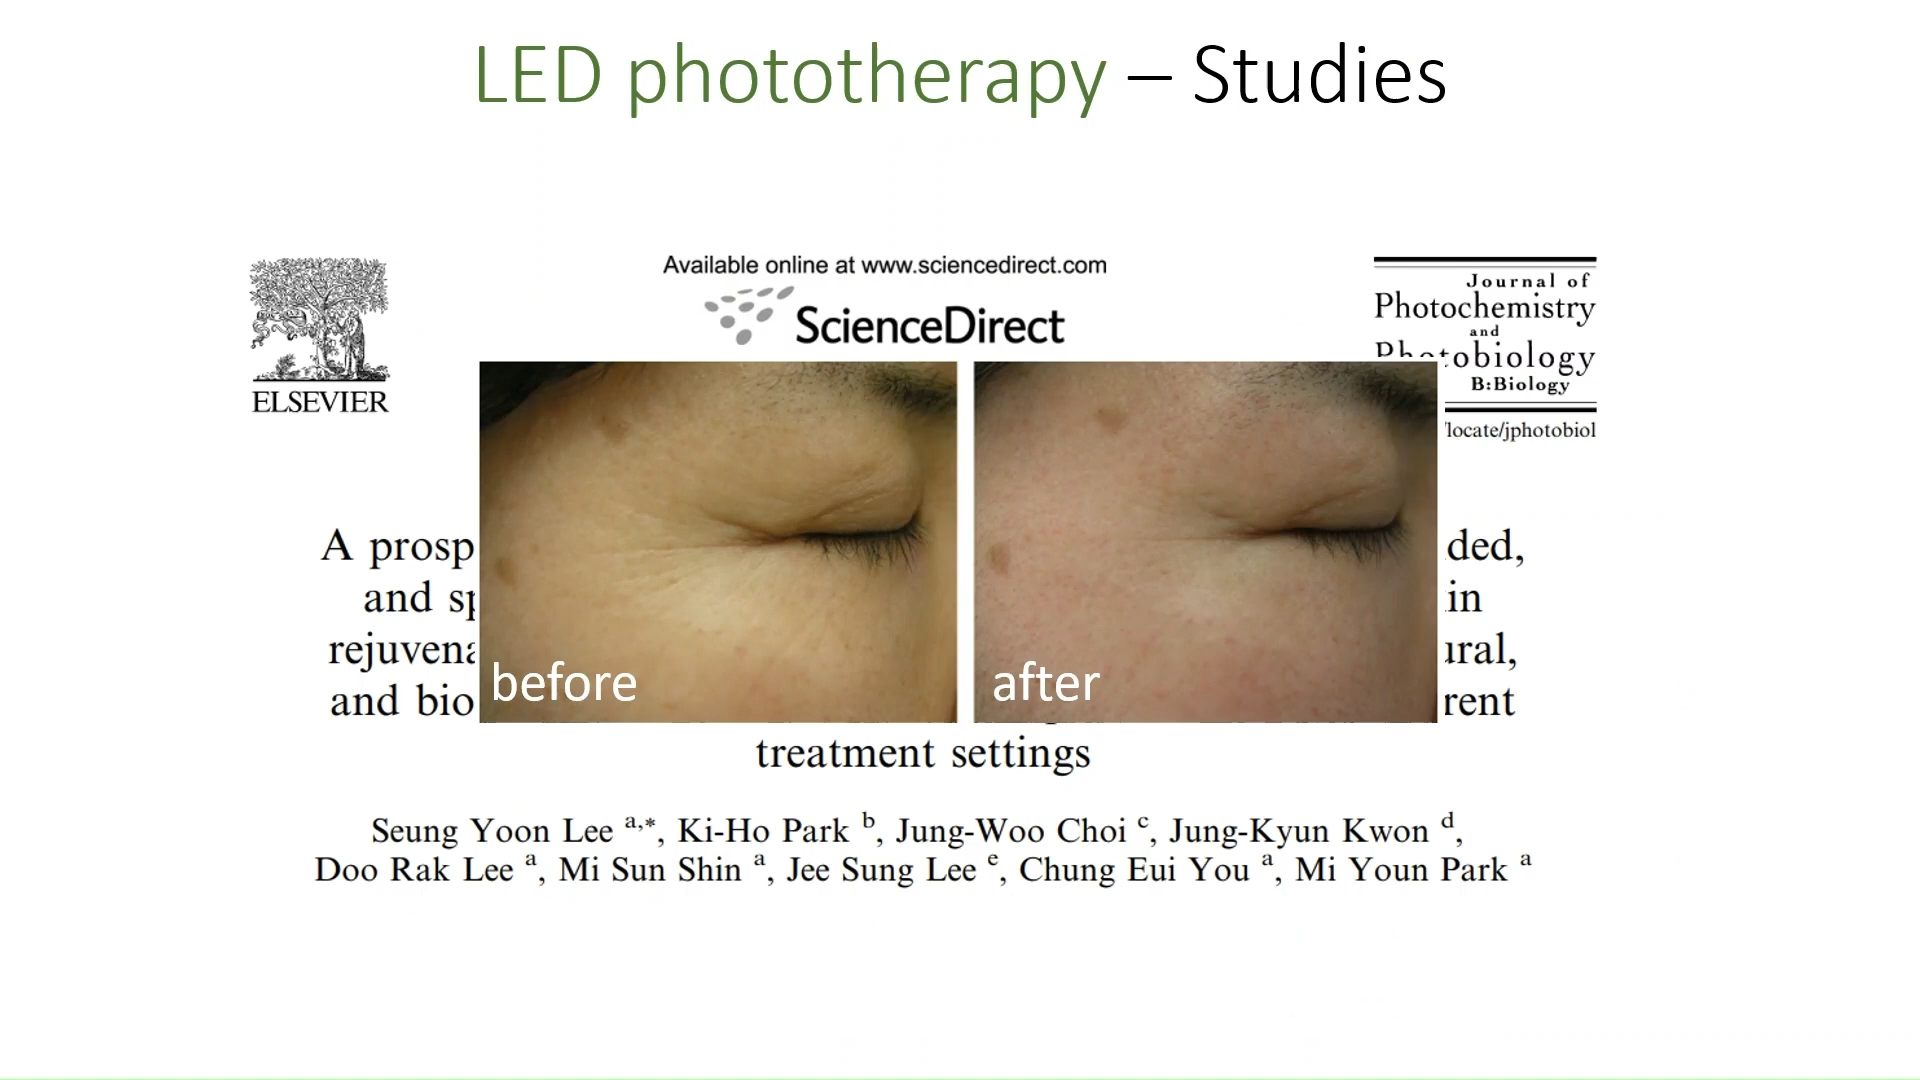 LED phototherapy – Studies
Available online at www.sciencedirect.com
ScienceDirect
ELSEVIER
Journal of
Photochemistry
and
Photobiology
B:Biology
/locate/jphotobiol
A prosp ded,
and sp in
rejuvena ural,
and bio rent
treatment settings
before
after
Seung Yoon Lee a,*, Ki-Ho Park b, Jung-Woo Choi c, Jung-Kyun Kwon d,
Doo Rak Lee a, Mi Sun Shin a, Jee Sung Lee e, Chung Eui You a, Mi Youn Park a